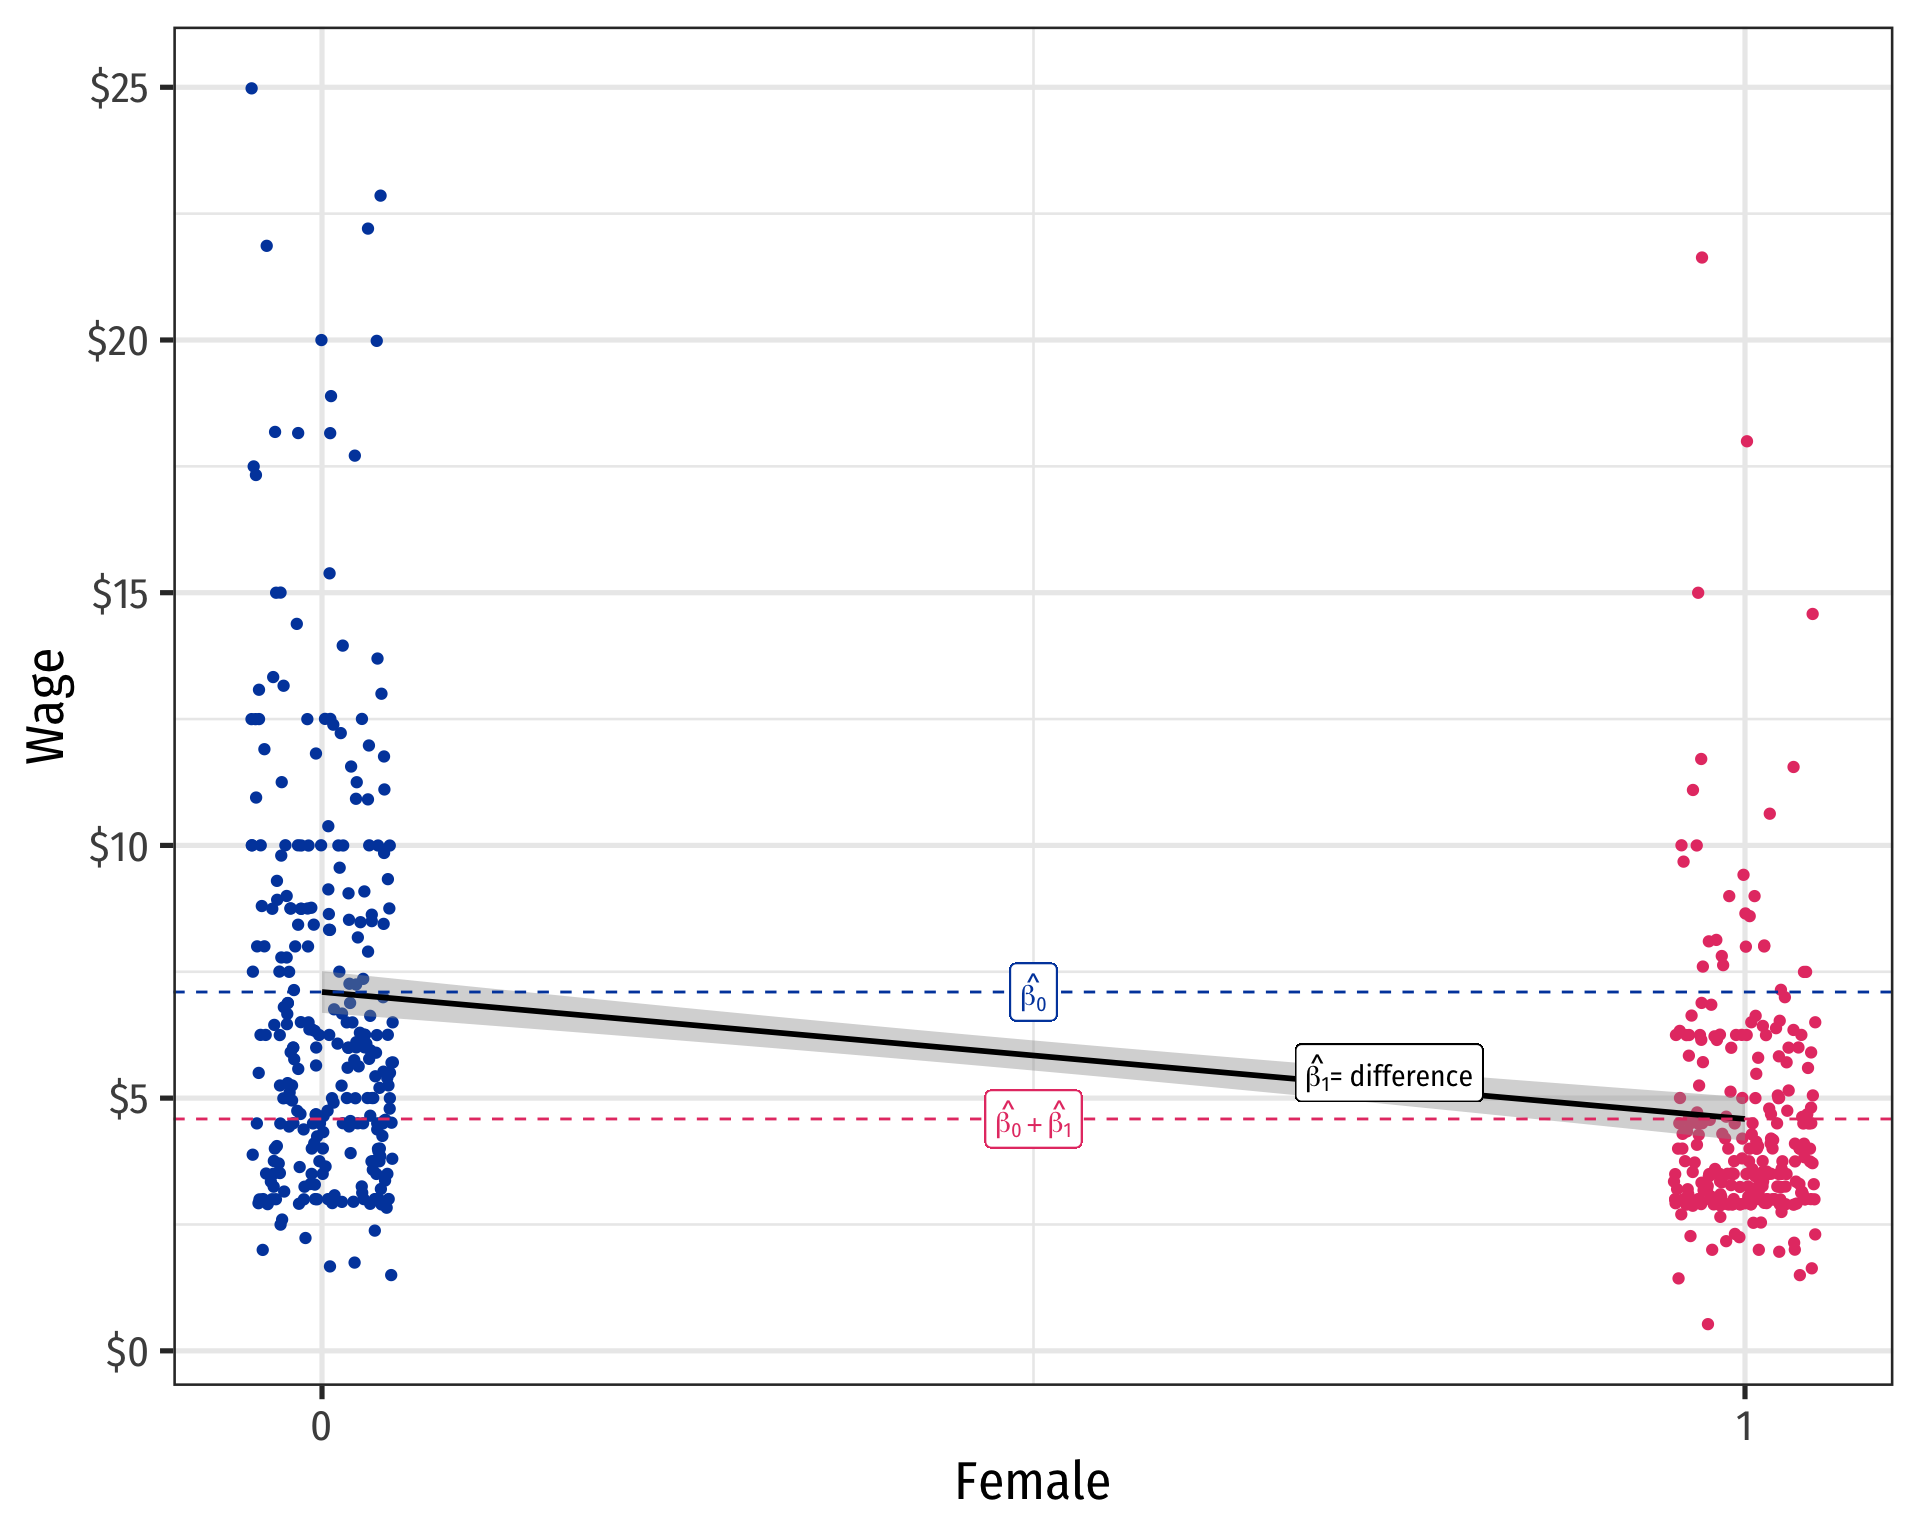 $25
$20
$15
$10
$5
$0
Wage
β̂₀
β̂₁= difference
β̂₀ + β̂₁
0
1
Female